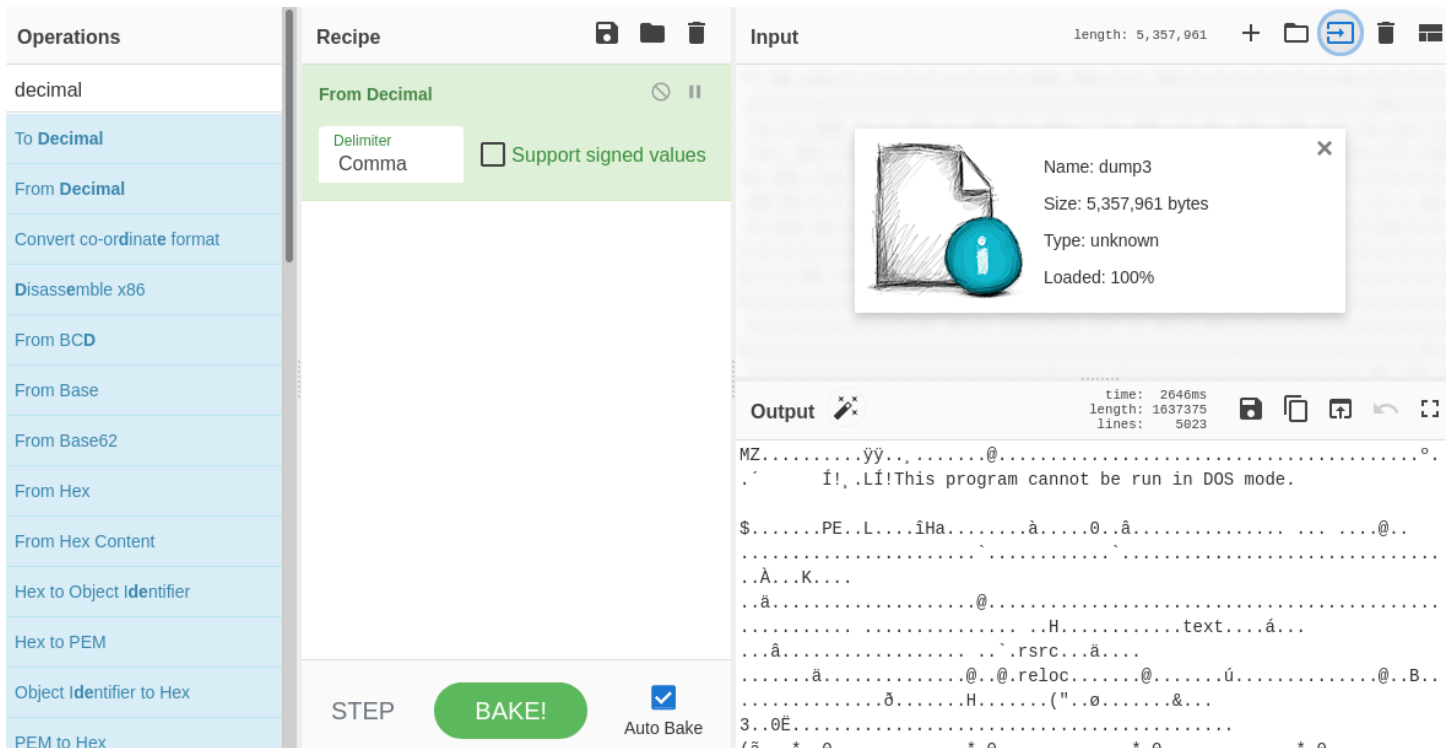 Operations
decimal
To Decimal
From Decimal
Convert co-ordinate format
Disassemble x86
From BCD
From Base
From Base62
From Hex
From Hex Content
Hex to Object Identifier
Hex to PEM
Object Identifier to Hex
PEM to Hex
Recipe
From Decimal
Delimiter
Comma
Support signed values
STEP
BAKE!
Auto Bake
Input
length: 5,357,961
Name: dump3
Size: 5,357,961 bytes
Type: unknown
Loaded: 100%
Output
time: 2646ms
length: 1637375
lines: 5023
MZ..........ÿÿ..¸.......@..........................................º.
.´ Í!¸.LÍ!This program cannot be run in DOS mode.
$.......PE..L....îHa........à.....0..â............... ... ....@..
.......................`............`...............................
..À...K....
..ä....................@............................................
........... ............... ..H............text....á...
...â.................. ..`.rsrc...ä....
.......ä..............@..@.reloc.......@.......ú..............@..B..
..............ð.......H.......("..ø.......&...
3..0Ë...........................................